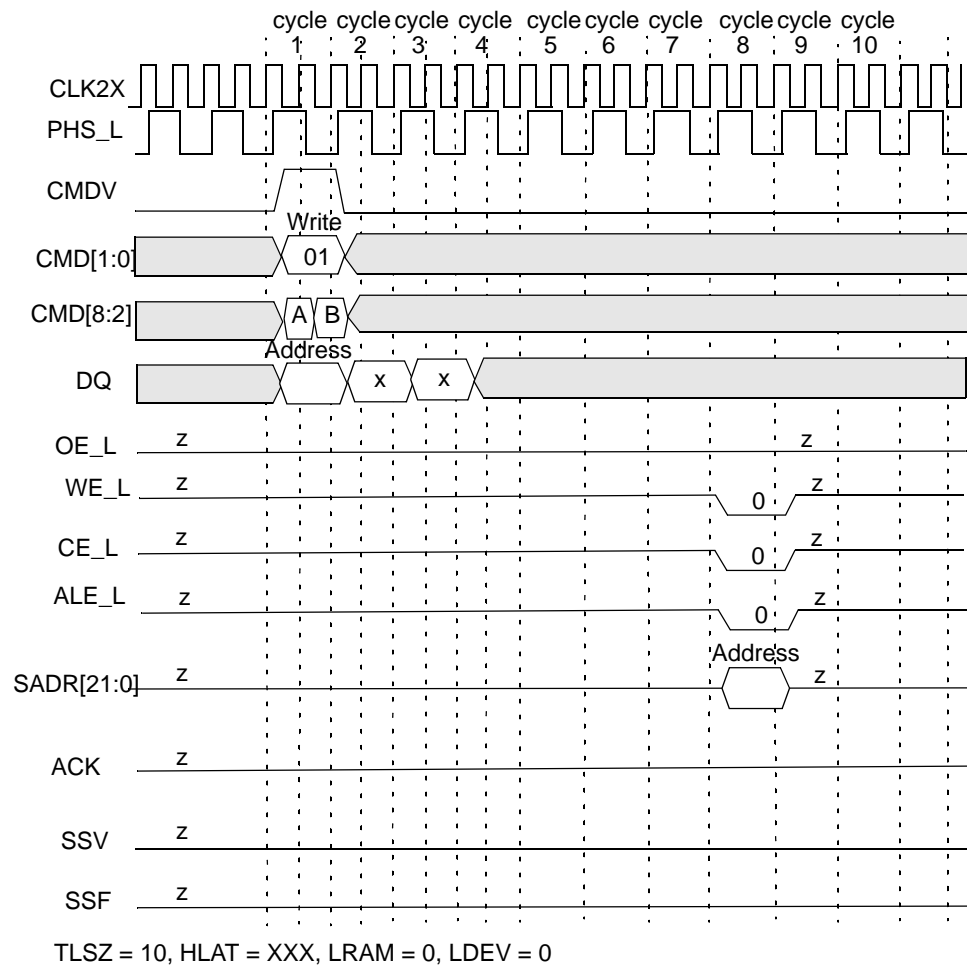 cycle cycle cycle cycle cycle cycle cycle cycle cycle cycle
1 2 3 4 5 6 7 8 9 10
CLK2X
PHS_L
CMDV
Write
CMD[1:0] 01
CMD[8:2] A B
Address
DQ x x
OE_L z z
WE_L z 0 z
CE_L z 0 z
ALE_L z 0 z
Address
SADR[21:0] z z
ACK z
SSV z
SSF z
TLSZ = 10, HLAT = XXX, LRAM = 0, LDEV = 0